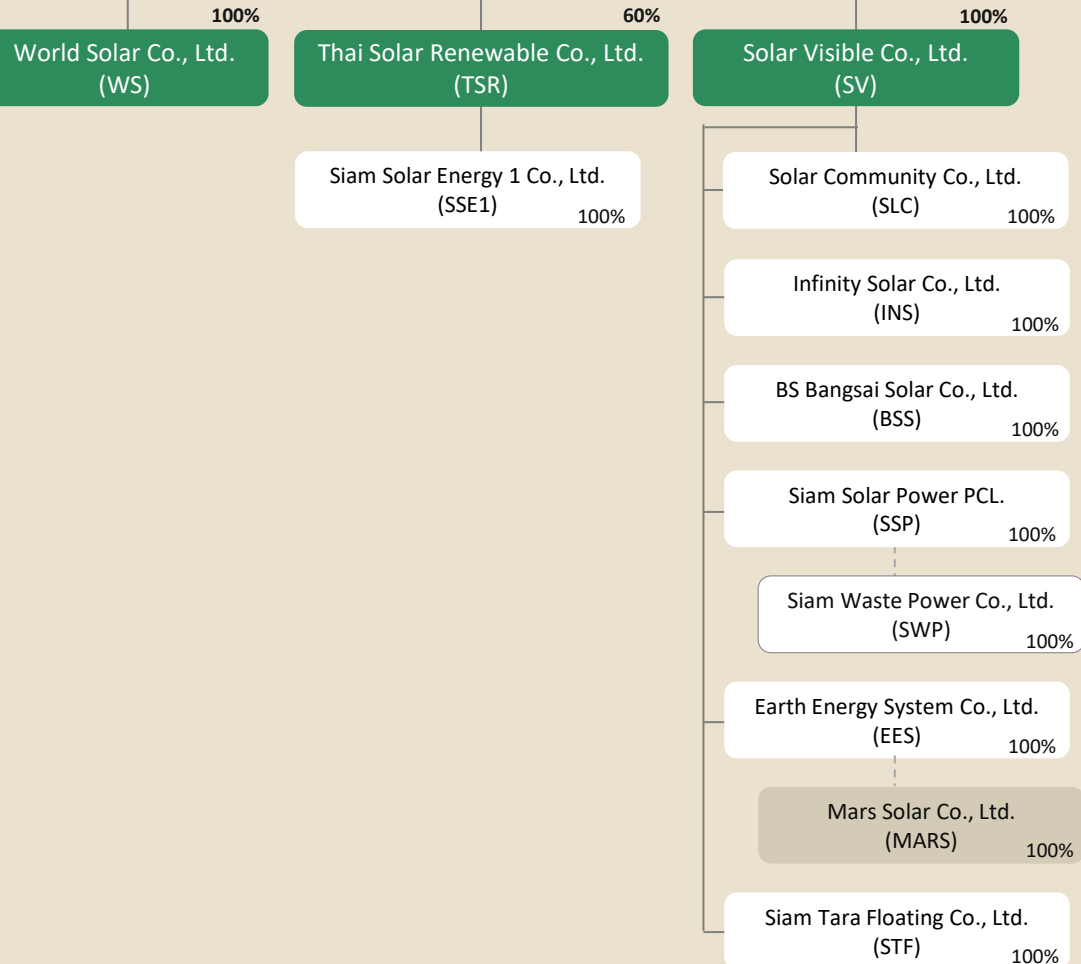 100%
World Solar Co., Ltd.
(WS)
60%
Thai Solar Renewable Co., Ltd.
(TSR)
Siam Solar Energy 1 Co., Ltd.
(SSE1)
100%
100%
Solar Visible Co., Ltd.
(SV)
Solar Community Co., Ltd.
(SLC)
100%
Infinity Solar Co., Ltd.
(INS)
100%
BS Bangsai Solar Co., Ltd.
(BSS)
100%
Siam Solar Power PCL.
(SSP)
100%
Siam Waste Power Co., Ltd.
(SWP)
100%
Earth Energy System Co., Ltd.
(EES)
100%
Mars Solar Co., Ltd.
(MARS)
100%
Siam Tara Floating Co., Ltd.
(STF)
100%